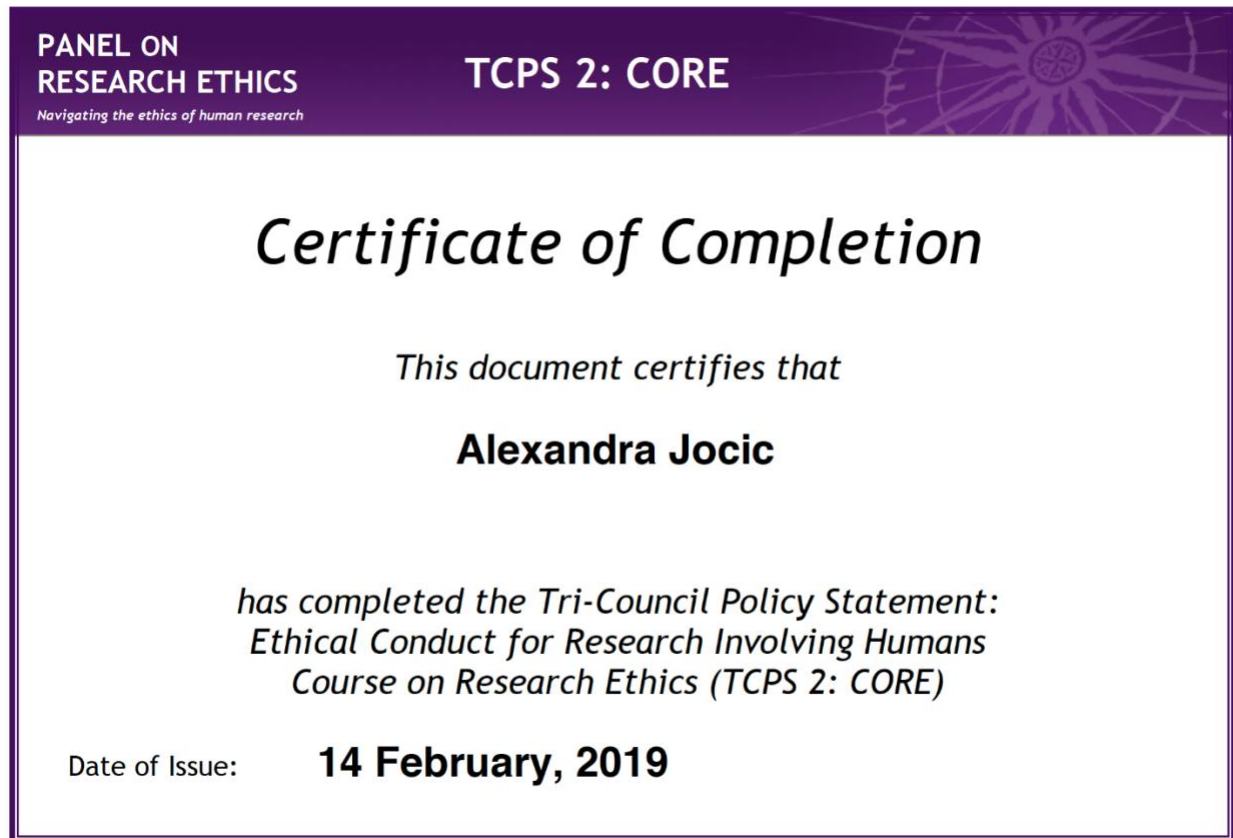 PANEL ON
RESEARCH ETHICS
Navigating the ethics of human research
TCPS 2: CORE
Certificate of Completion
This document certifies that
Alexandra Jocic
has completed the Tri-Council Policy Statement:
Ethical Conduct for Research Involving Humans
Course on Research Ethics (TCPS 2: CORE)
Date of Issue: 14 February, 2019